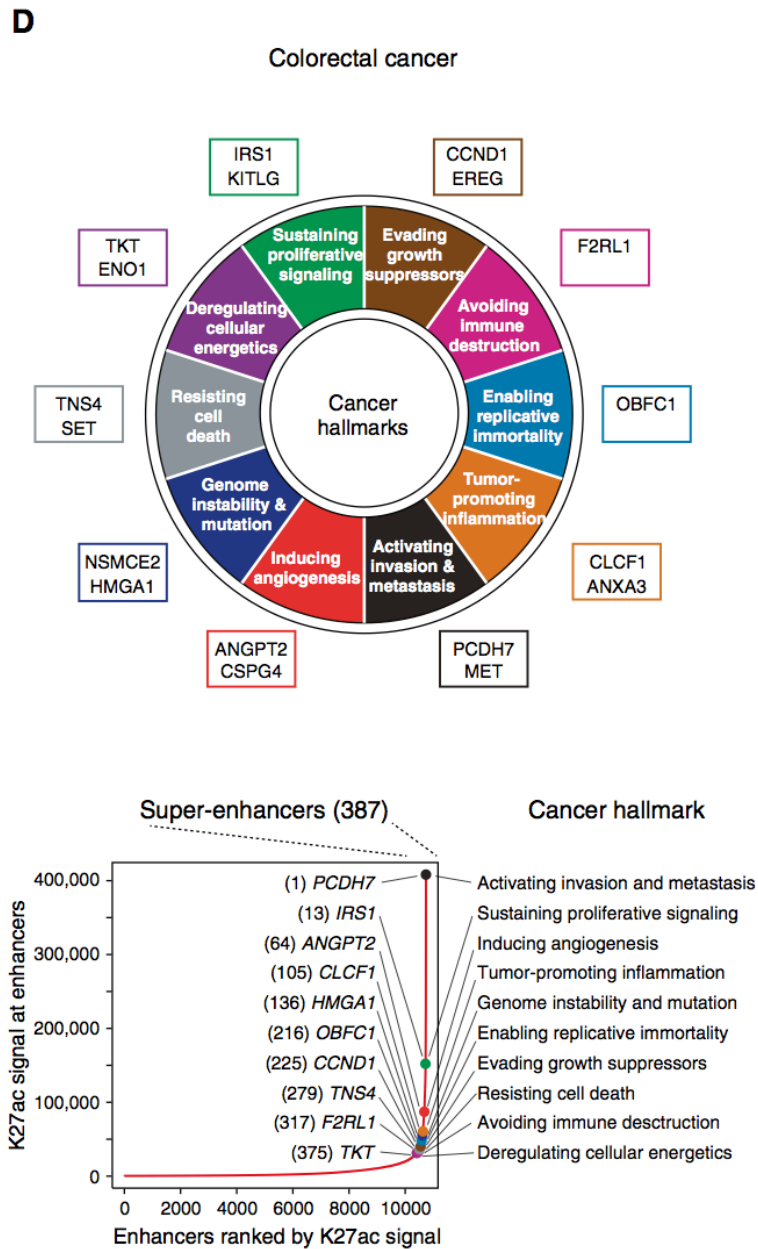 D
Colorectal cancer
IRS1
KITLG
CCND1
EREG
TKT
ENO1
F2RL1
Sustaining
proliferative
signaling
Evading
growth
suppressors
Deregulating
cellular
energetics
Avoiding
immune
destruction
TNS4
SET
Resisting
cell
death
Cancer
hallmarks
Enabling
replicative
immortality
OBFC1
Genome
instability &
mutation
Tumor-
promoting
inflammation
Inducing
angiogenesis
Activating
invasion &
metastasis
NSMCE2
HMGA1
CLCF1
ANXA3
ANGPT2
CSPG4
PCDH7
MET
Super-enhancers (387)
Cancer hallmark
K27ac signal at enhancers
400,000
300,000
200,000
100,000
0
(1) PCDH7
(13) IRS1
(64) ANGPT2
(105) CLCF1
(136) HMGA1
(216) OBFC1
(225) CCND1
(279) TNS4
(317) F2RL1
(375) TKT
Activating invasion and metastasis
Sustaining proliferative signaling
Inducing angiogenesis
Tumor-promoting inflammation
Genome instability and mutation
Enabling replicative immortality
Evading growth suppressors
Resisting cell death
Avoiding immune desctruction
Deregulating cellular energetics
0 2000 4000 6000 8000 10000
Enhancers ranked by K27ac signal